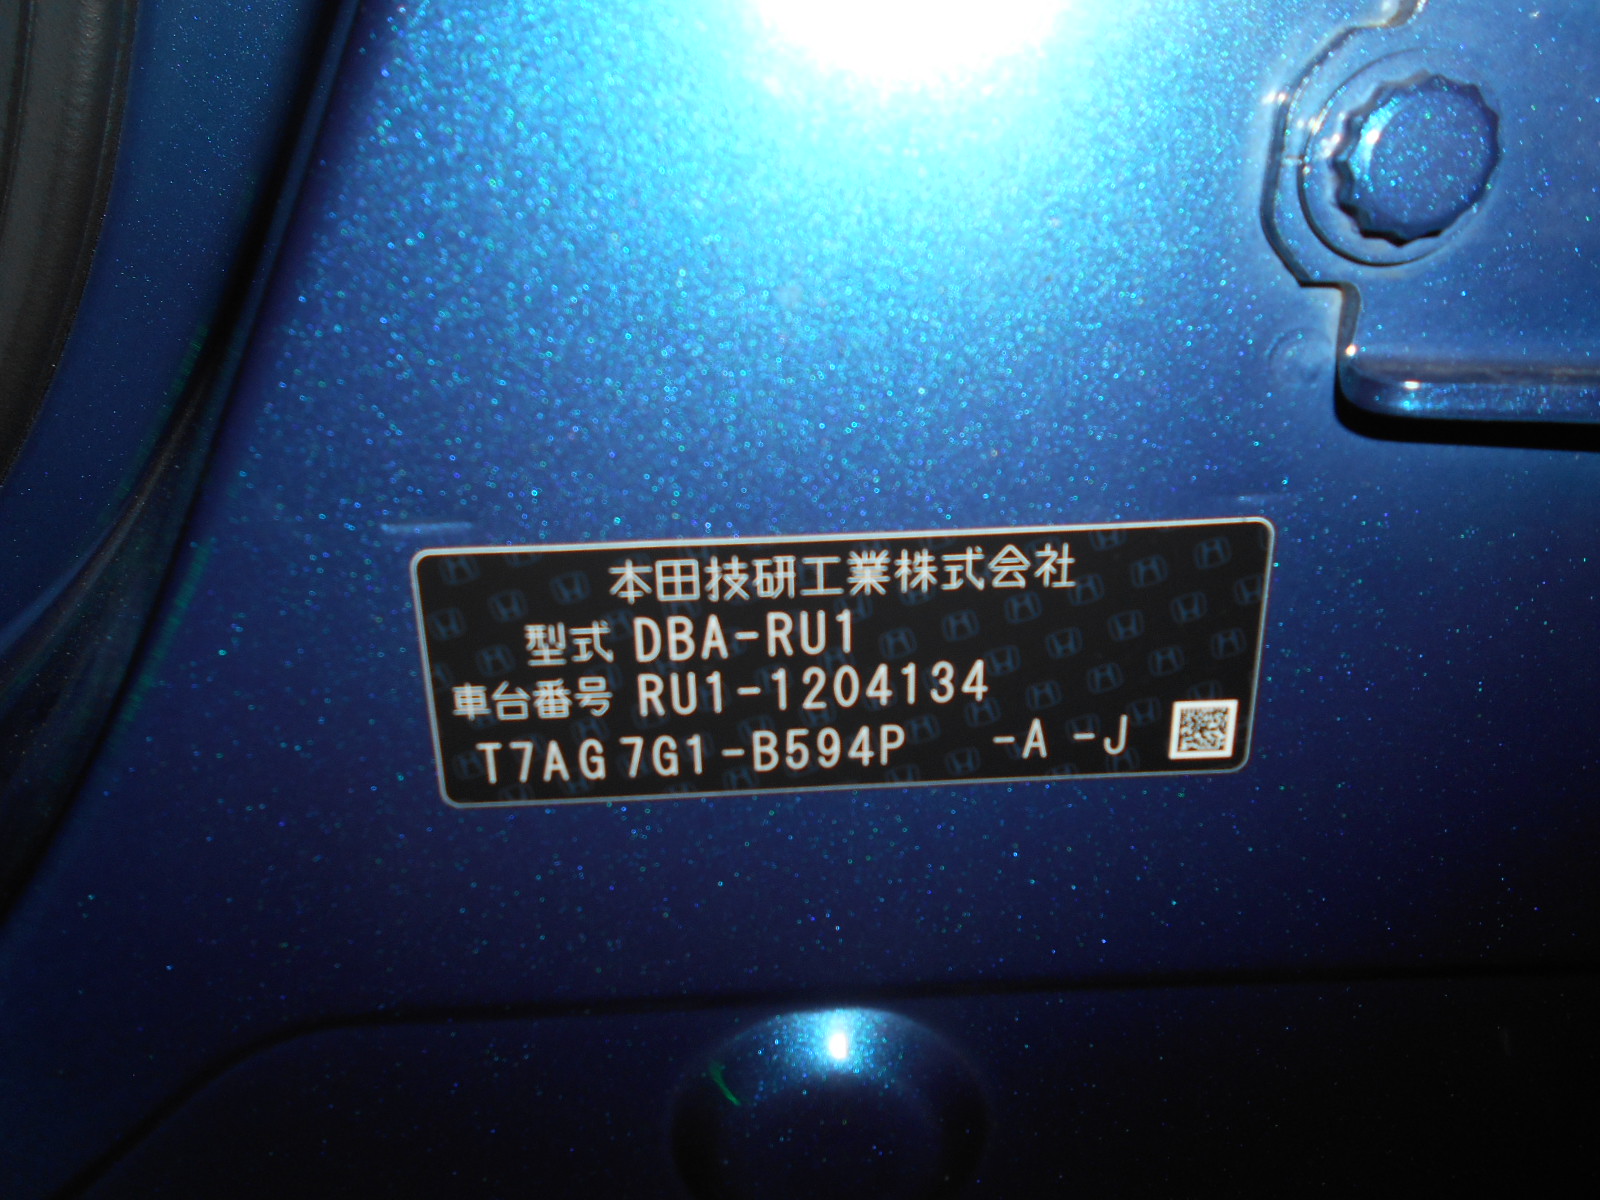 本田技研工業株式会社
型式 DBA-RU1
車台番号 RU1-1204134
T7AG 7G1-B594P -A -J